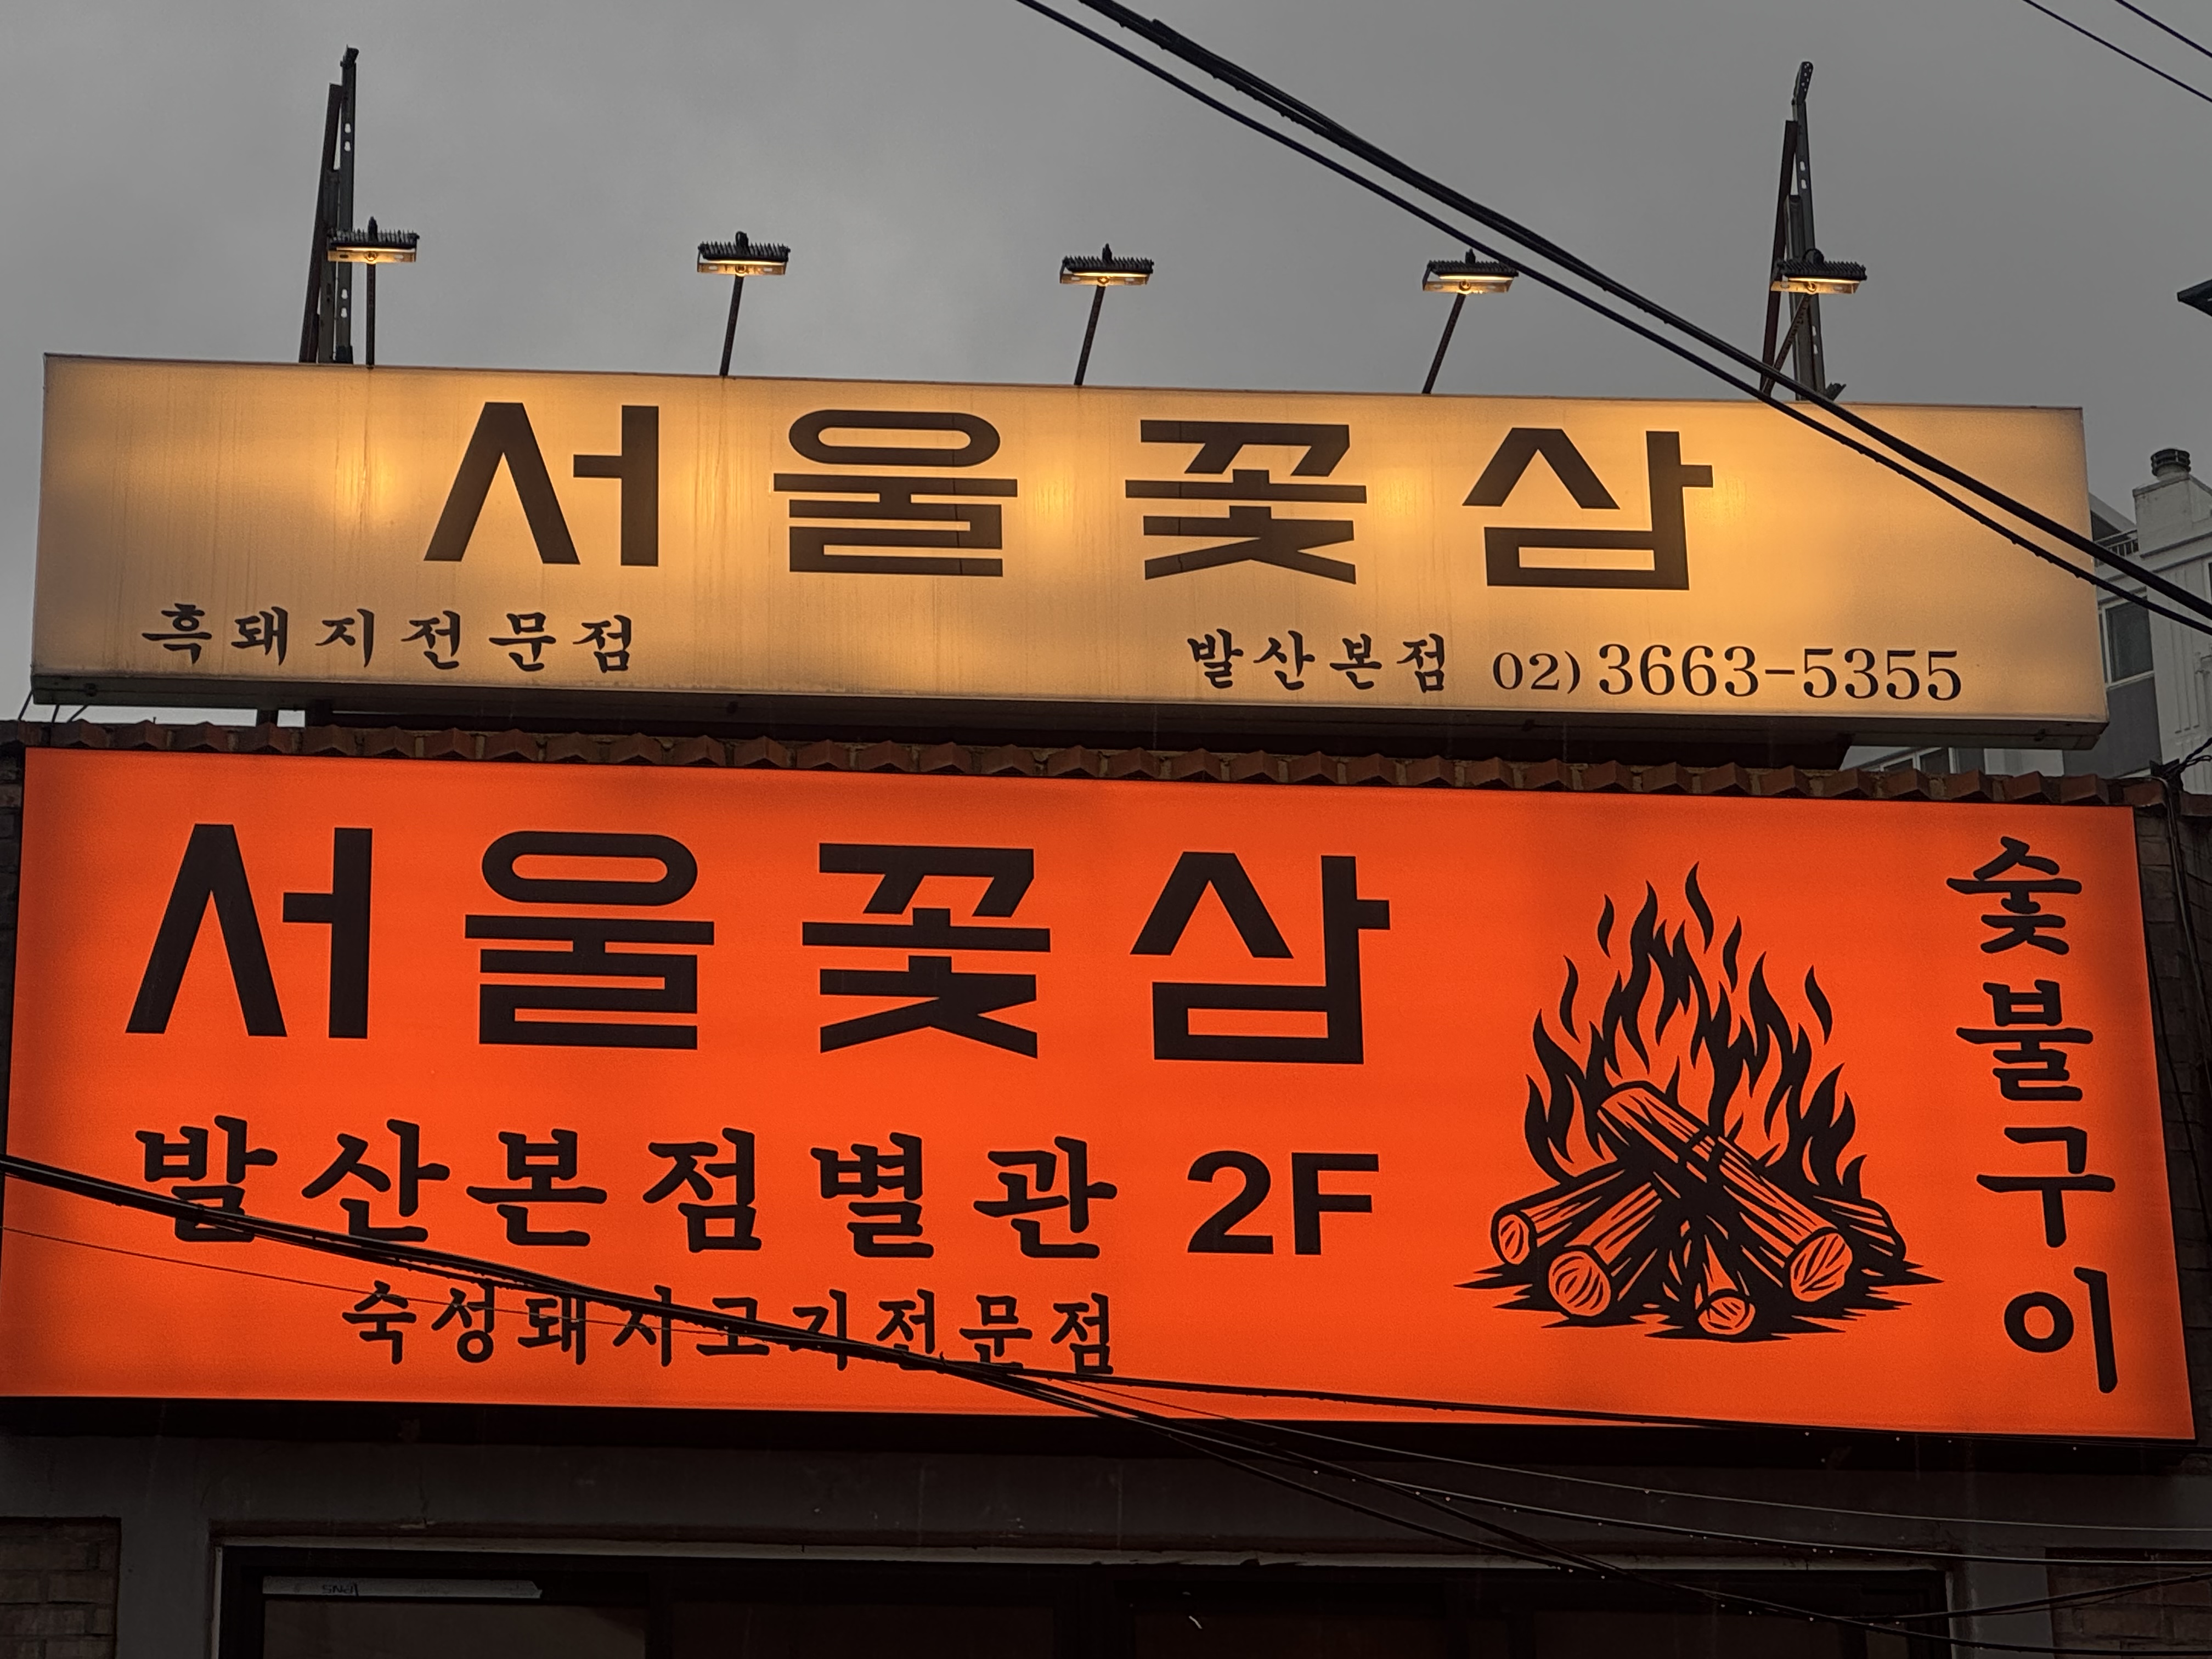 서울꽃삼
흑돼지전문점
발산본점 02) 3663-5355
서울꽃삼
발산본점별관 2F
숙성돼지고기전문점
숯불구이